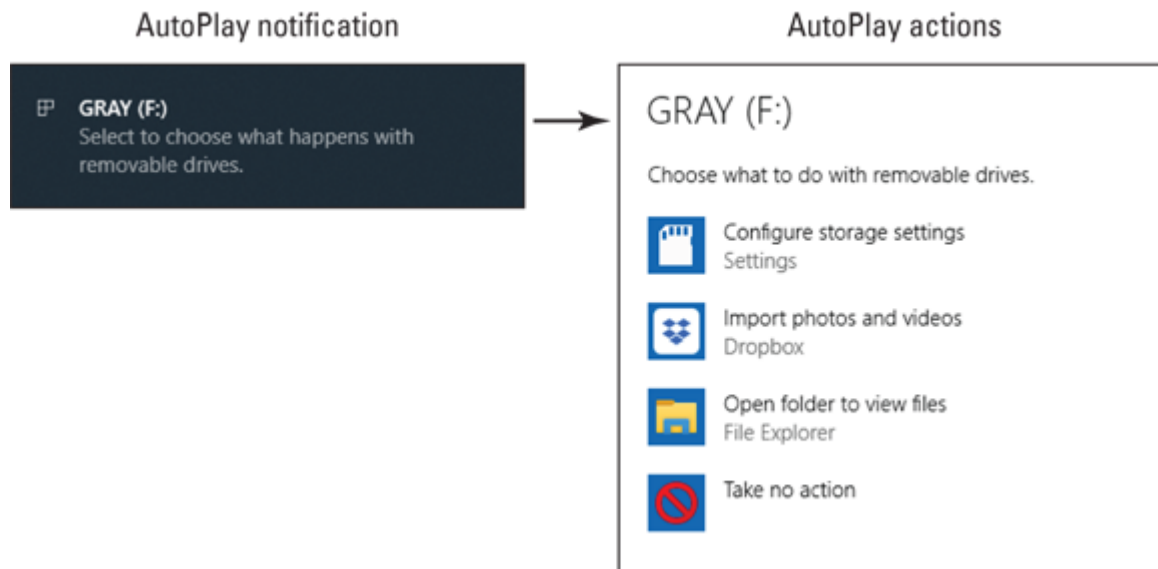 AutoPlay notification
GRAY (F:)
Select to choose what happens with
removable drives.
AutoPlay actions
GRAY (F:)
Choose what to do with removable drives.
Configure storage settings
Settings
Import photos and videos
Dropbox
Open folder to view files
File Explorer
Take no action